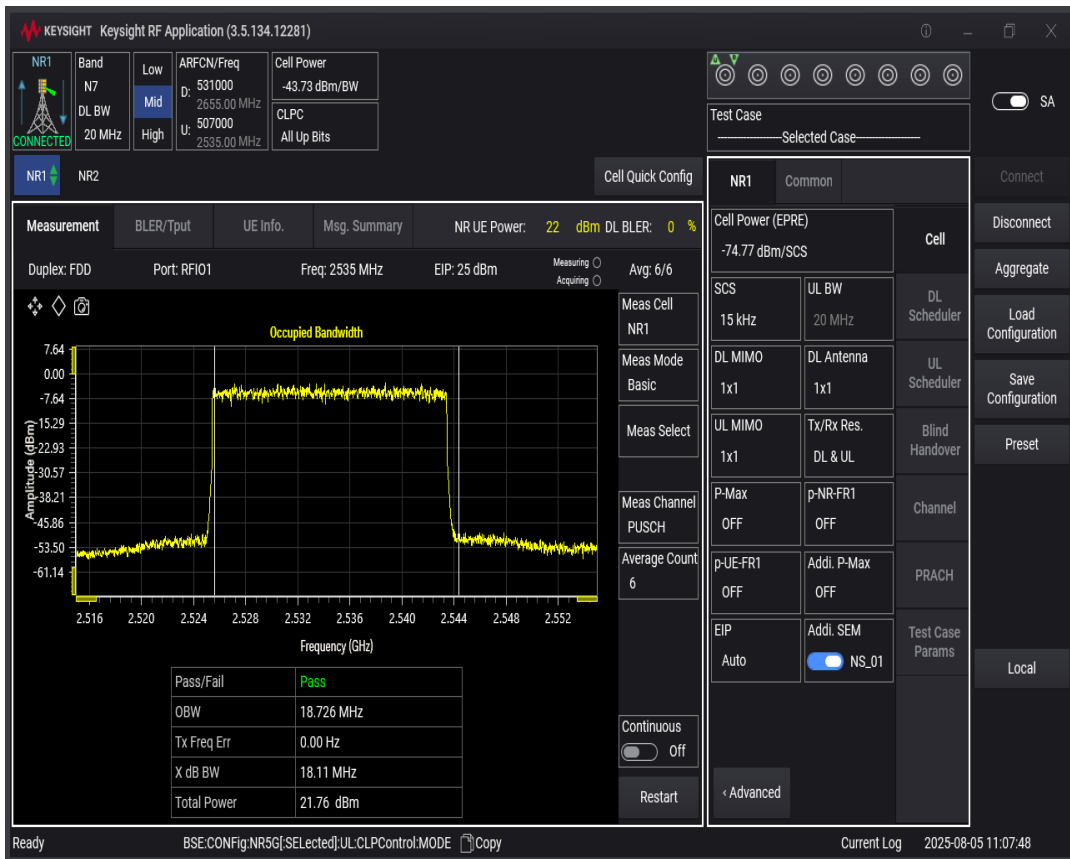 KEYSIGHT Keysight RF Application (3.5.134.12281)
NR1
CONNECTED
Band
N7
DL BW
20 MHz
Low
Mid
High
ARFCN/Freq
D: 531000
2655.00 MHz
U: 507000
2535.00 MHz
Cell Power
-43.73 dBm/BW
CLPC
All Up Bits
Test Case
Selected Case
SA
NR1 NR2
Cell Quick Config
Measurement BLER/Tput UE Info. Msg. Summary NR UE Power: 22 dBm DL BLER: 0 %
Duplex: FDD Port: RFIO1 Freq: 2535 MHz EIP: 25 dBm Measuring Acquiring Avg: 6/6
Occupied Bandwidth
Amplitude (dBm)
7.64
0.00
-7.64
-15.29
-22.93
-30.57
-38.21
-45.86
-53.50
-61.14
2.516 2.520 2.524 2.528 2.532 2.536 2.540 2.544 2.548 2.552
Frequency (GHz)
Pass/Fail Pass
OBW 18.726 MHz
Tx Freq Err 0.00 Hz
X dB BW 18.11 MHz
Total Power 21.76 dBm
Meas Cell
NR1
Meas Mode
Basic
Meas Select
Meas Channel
PUSCH
Average Count
6
Continuous
Off
Restart
NR1 Common
Cell Power (EPRE)
-74.77 dBm/SCS
SCS
15 kHz
UL BW
20 MHz
DL MIMO
1x1
DL Antenna
1x1
UL MIMO
1x1
Tx/Rx Res.
DL & UL
P-Max
OFF
p-NR-FR1
OFF
p-UE-FR1
OFF
Addi. P-Max
OFF
EIP
Auto
Addi. SEM
NS_01
‹ Advanced
Cell
DL
Scheduler
UL
Scheduler
Blind
Handover
Channel
PRACH
Test Case
Params
Connect
Disconnect
Aggregate
Load
Configuration
Save
Configuration
Preset
Local
Ready BSE:CONFig:NR5G[:SELected]:UL:CLPControl:MODE Copy Current Log 2025-08-05 11:07:48